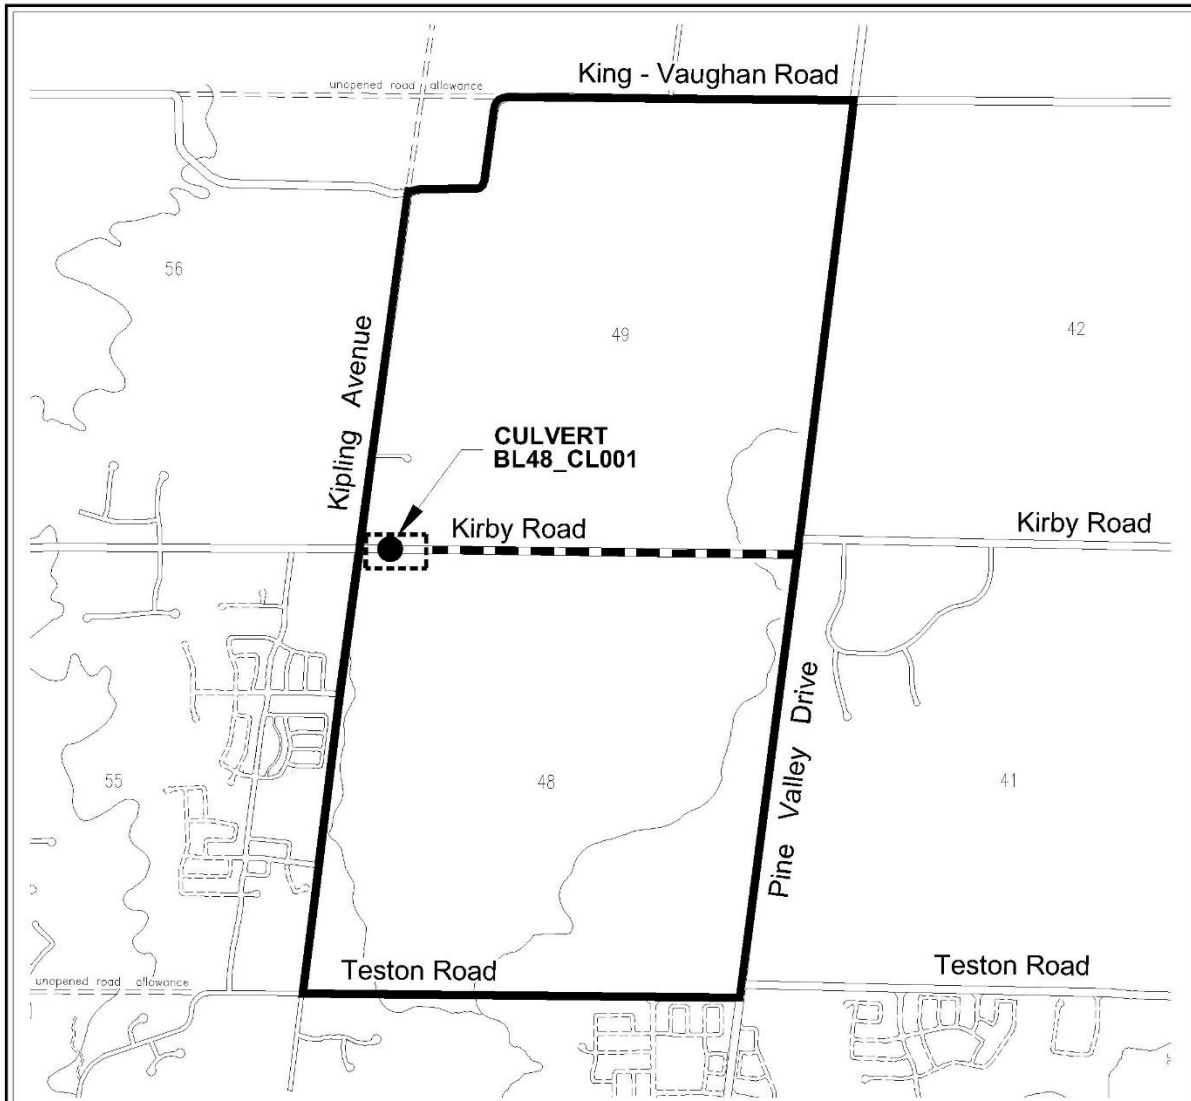 King - Vaughan Road
unopened road allowance
56
49
42
Kipling Avenue
CULVERT
BL48_CL001
Kirby Road
Kirby Road
55
48
41
Pine Valley Drive
Teston Road
Teston Road
unopened road allowance